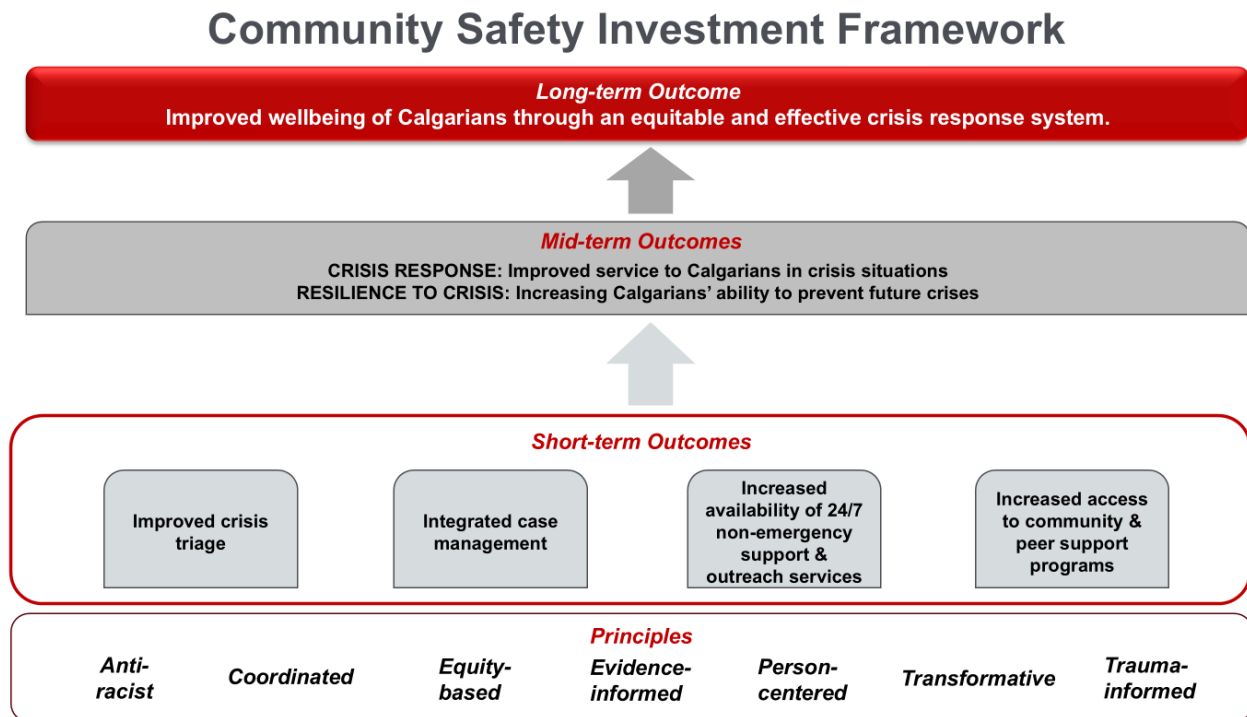 Community Safety Investment Framework
Long-term Outcome
Improved wellbeing of Calgarians through an equitable and effective crisis response system.
Mid-term Outcomes
CRISIS RESPONSE: Improved service to Calgarians in crisis situations
RESILIENCE TO CRISIS: Increasing Calgarians’ ability to prevent future crises
Short-term Outcomes
Improved crisis
triage
Integrated case
management
Increased
availability of 24/7
non-emergency
support &
outreach services
Increased access
to community &
peer support
programs
Principles
Anti-
racist
Coordinated
Equity-
based
Evidence-
informed
Person-
centered
Transformative
Trauma-
informed